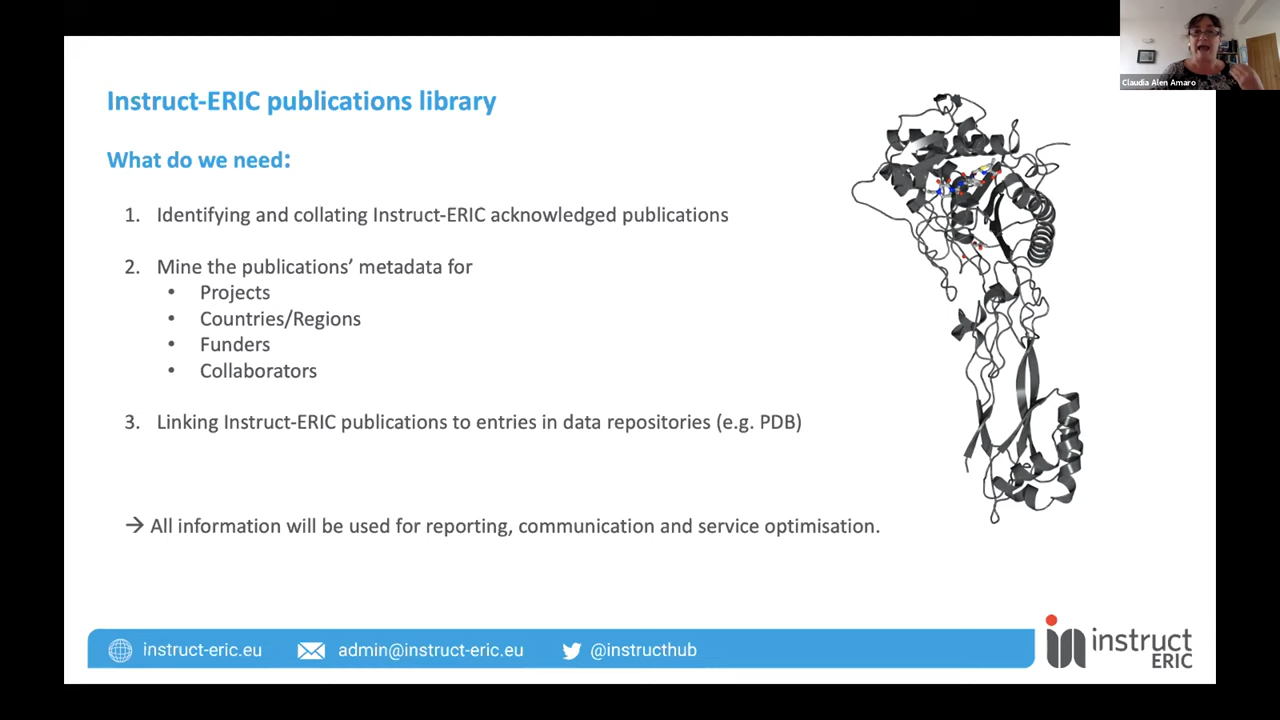 Claudia Alen Amaro
Instruct-ERIC publications library
What do we need:
1. Identifying and collating Instruct-ERIC acknowledged publications
2. Mine the publications' metadata for
• Projects
• Countries/Regions
• Funders
• Collaborators
3. Linking Instruct-ERIC publications to entries in data repositories (e.g. PDB)
→ All information will be used for reporting, communication and service optimisation.
instruct-eric.eu admin@instruct-eric.eu @instructhub
instruct
ERIC